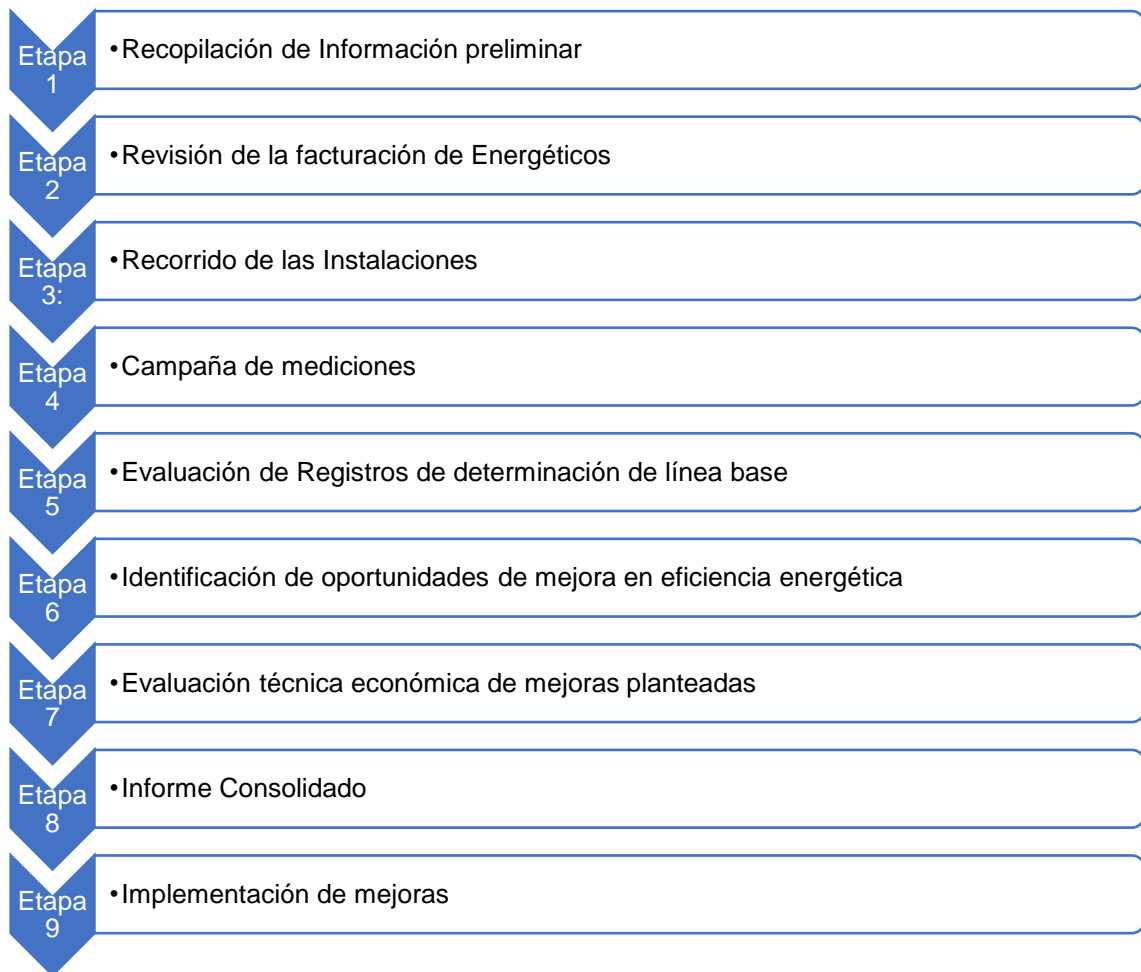 Etapa
1
•Recopilación de Información preliminar
Etapa
2
•Revisión de la facturación de Energéticos
Etapa
3:
•Recorrido de las Instalaciones
Etapa
4
•Campaña de mediciones
Etapa
5
•Evaluación de Registros de determinación de línea base
Etapa
6
•Identificación de oportunidades de mejora en eficiencia energética
Etapa
7
•Evaluación técnica económica de mejoras planteadas
Etapa
8
•Informe Consolidado
Etapa
9
•Implementación de mejoras